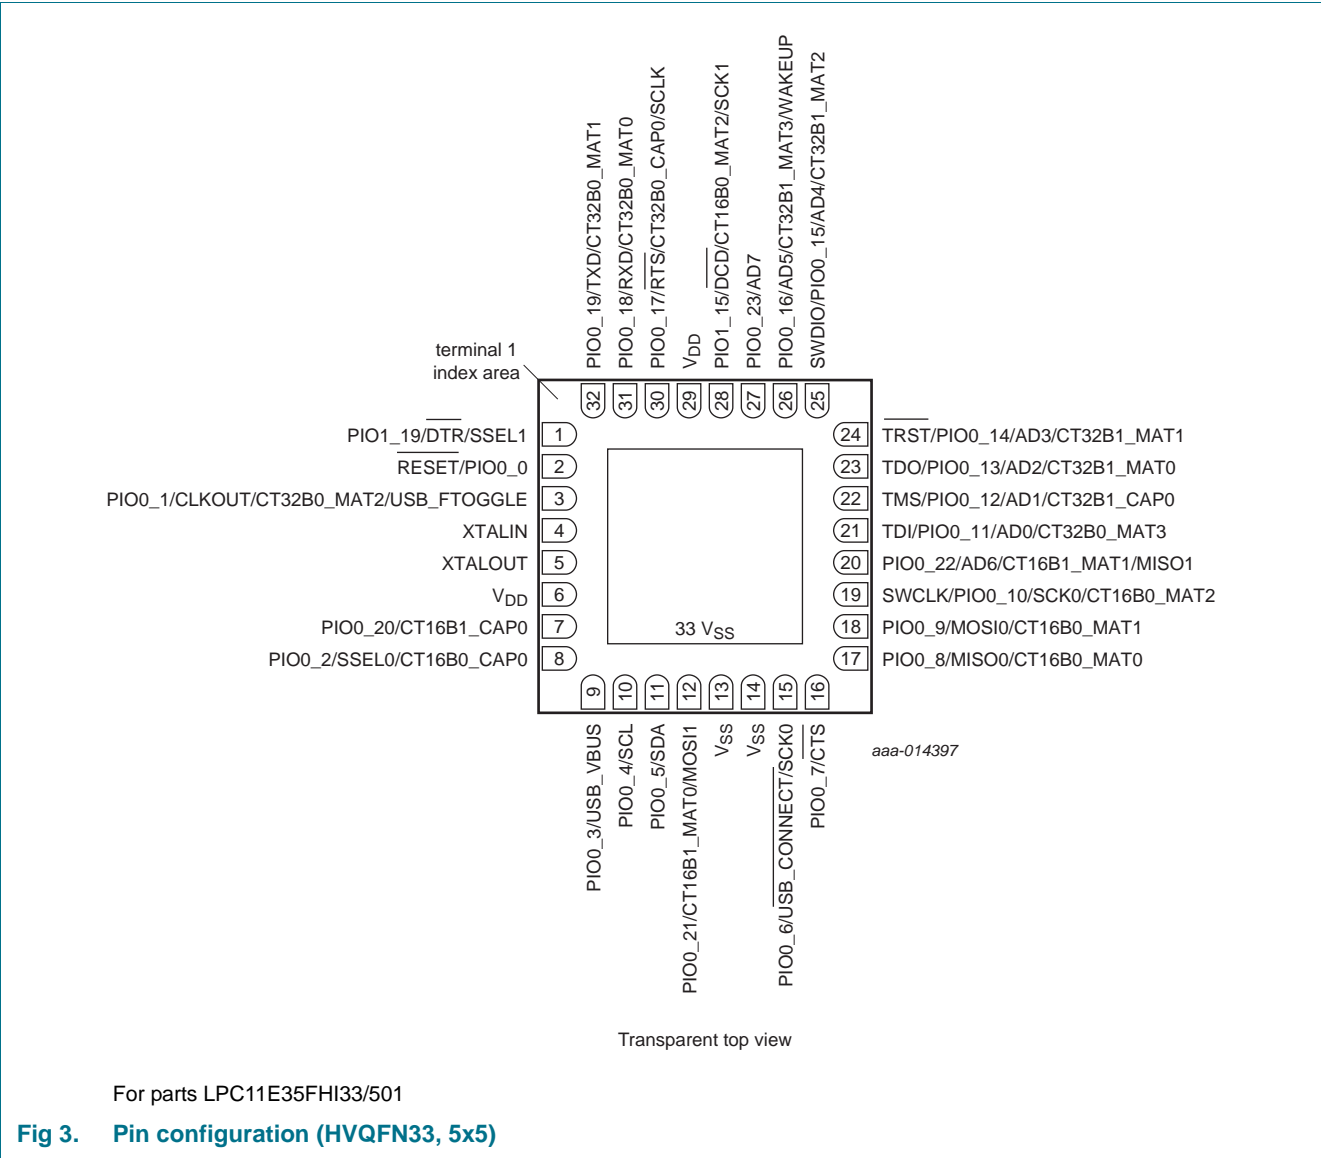 PIO0_19/TXD/CT32B0_MAT1
PIO0_18/RXD/CT32B0_MAT0
PIO0_17/RTS/CT32B0_CAP0/SCLK
VDD
PIO1_15/DCD/CT16B0_MAT2/SCK1
PIO0_23/AD7
PIO0_16/AD5/CT32B1_MAT3/WAKEUP
SWDIO/PIO0_15/AD4/CT32B1_MAT2
terminal 1
index area
32 31 30 29 28 27 26 25
PIO1_19/DTR/SSEL1 1
RESET/PIO0_0 2
PIO0_1/CLKOUT/CT32B0_MAT2/USB_FTOGGLE 3
XTALIN 4
XTALOUT 5
VDD 6
PIO0_20/CT16B1_CAP0 7
PIO0_2/SSEL0/CT16B0_CAP0 8
24 TRST/PIO0_14/AD3/CT32B1_MAT1
23 TDO/PIO0_13/AD2/CT32B1_MAT0
22 TMS/PIO0_12/AD1/CT32B1_CAP0
21 TDI/PIO0_11/AD0/CT32B0_MAT3
20 PIO0_22/AD6/CT16B1_MAT1/MISO1
19 SWCLK/PIO0_10/SCK0/CT16B0_MAT2
18 PIO0_9/MOSI0/CT16B0_MAT1
17 PIO0_8/MISO0/CT16B0_MAT0
33 VSS
9 10 11 12 13 14 15 16
PIO0_3/USB_VBUS
PIO0_4/SCL
PIO0_5/SDA
PIO0_21/CT16B1_MAT0/MOSI1
VSS
VSS
PIO0_6/USB_CONNECT/SCK0
PIO0_7/CTS
aaa-014397
Transparent top view
For parts LPC11E35FHI33/501
Fig 3. Pin configuration (HVQFN33, 5x5)